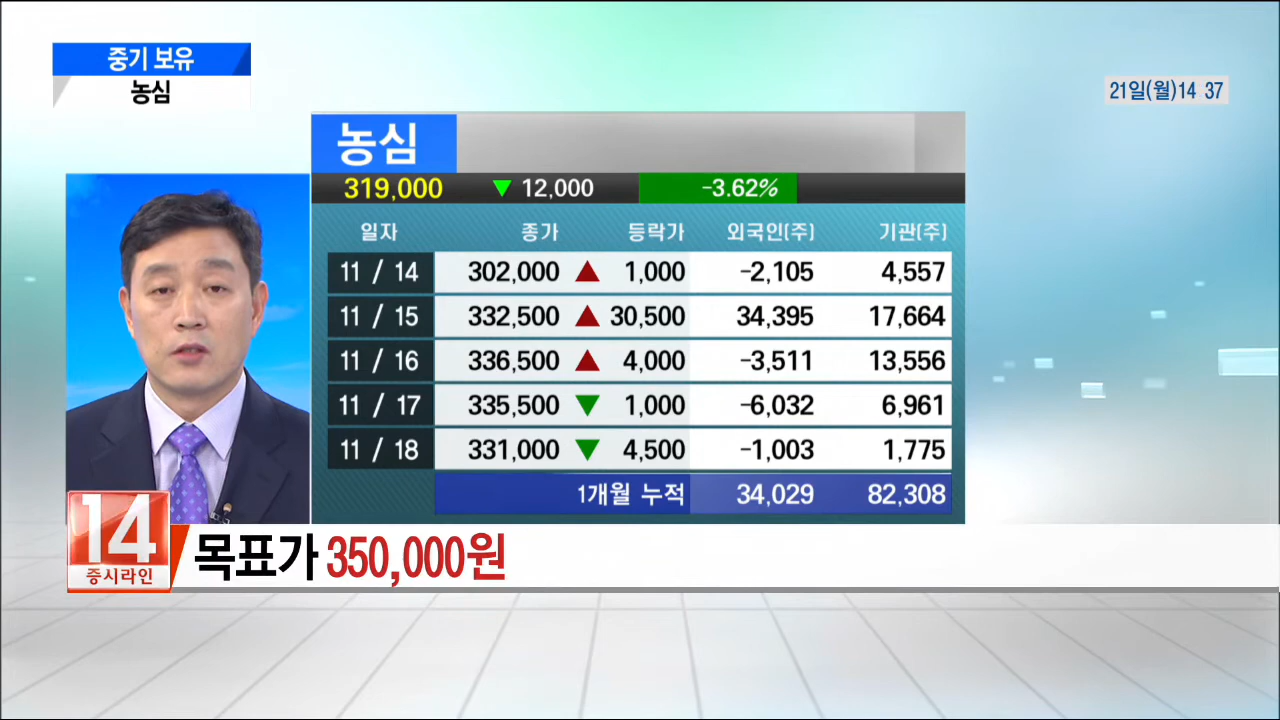 중기 보유
농심
21일(월)14 37
농심
319,000 ▼ 12,000 -3.62%
일자 종가 등락가 외국인(주) 기관(주)
11 / 14 302,000 ▲ 1,000 -2,105 4,557
11 / 15 332,500 ▲ 30,500 34,395 17,664
11 / 16 336,500 ▲ 4,000 -3,511 13,556
11 / 17 335,500 ▼ 1,000 -6,032 6,961
11 / 18 331,000 ▼ 4,500 -1,003 1,775
1개월 누적 34,029 82,308
14
증시라인
목표가 350,000원